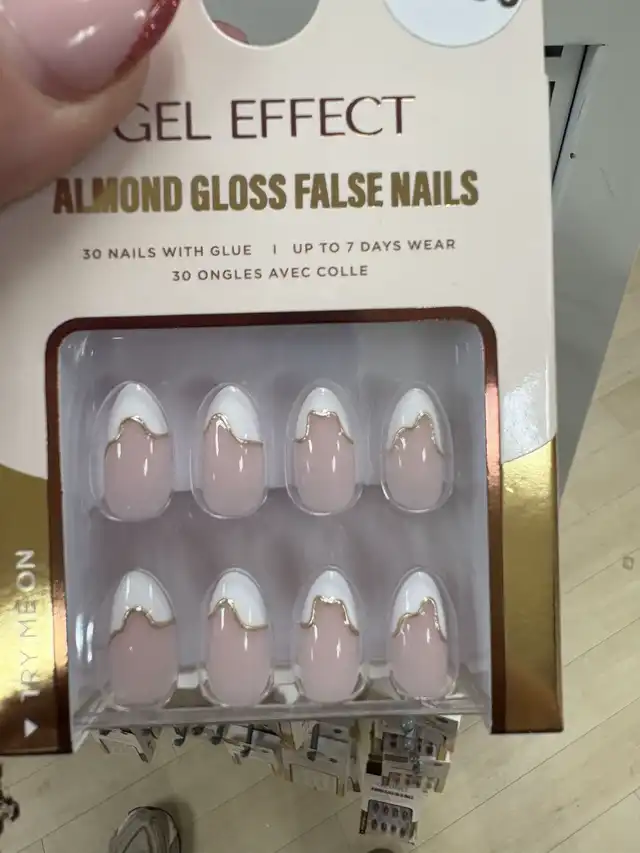 GEL EFFECT
ALMOND GLOSS FALSE NAILS
30 NAILS WITH GLUE | UP TO 7 DAYS WEAR
30 ONGLES AVEC COLLE
TRY ME ON